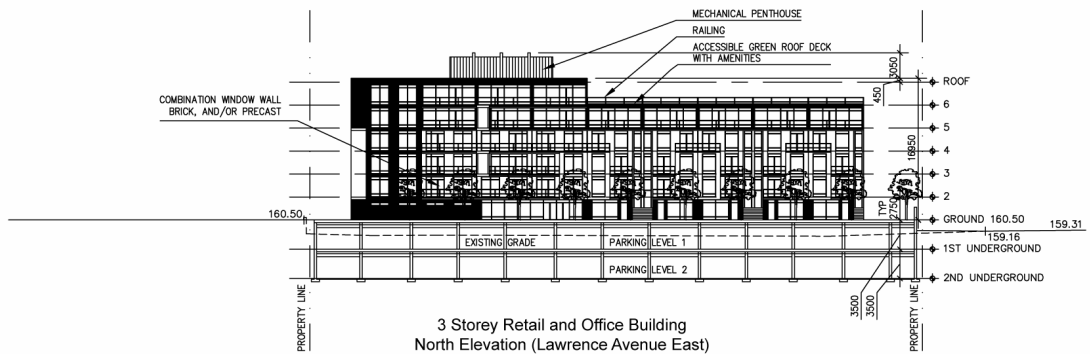 MECHANICAL PENTHOUSE
RAILING
ACCESSIBLE GREEN ROOF DECK
WITH AMENITIES
3050
450
ROOF
COMBINATION WINDOW WALL
BRICK, AND/OR PRECAST
6
5
4
16950
3
2
TYP
2750
160.50
GROUND 160.50
159.31
159.16
EXISTING GRADE
PARKING LEVEL 1
1ST UNDERGROUND
PARKING LEVEL 2
2ND UNDERGROUND
3500
3500
PROPERTY LINE
PROPERTY LINE
3 Storey Retail and Office Building
North Elevation (Lawrence Avenue East)